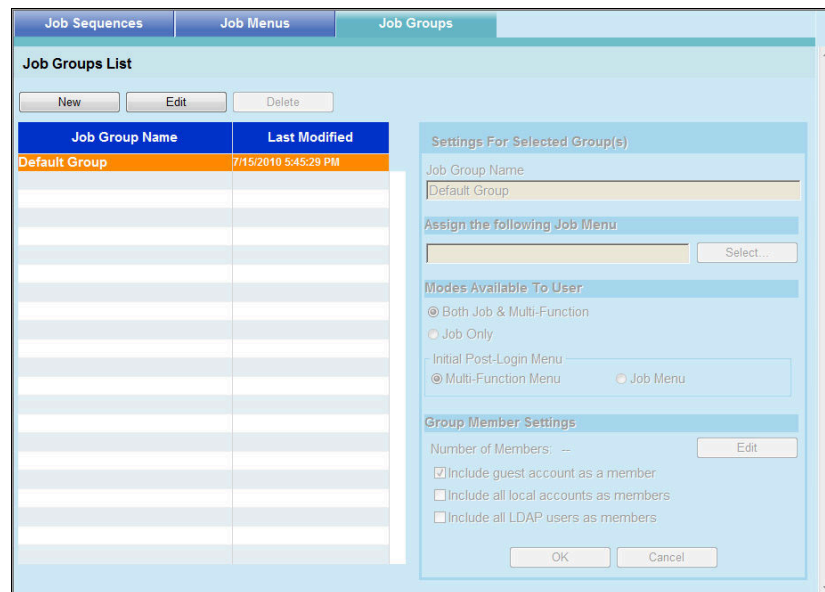 Job Sequences Job Menus Job Groups
Job Groups List
New Edit Delete
Job Group Name Last Modified
Default Group 7/15/2010 5:45:29 PM
Settings For Selected Group(s)
Job Group Name
Default Group
Assign the following Job Menu
Select...
Modes Available To User
Both Job & Multi-Function
Job Only
Initial Post-Login Menu
Multi-Function Menu Job Menu
Group Member Settings
Number of Members: -- Edit
Include guest account as a member
Include all local accounts as members
Include all LDAP users as members
OK Cancel